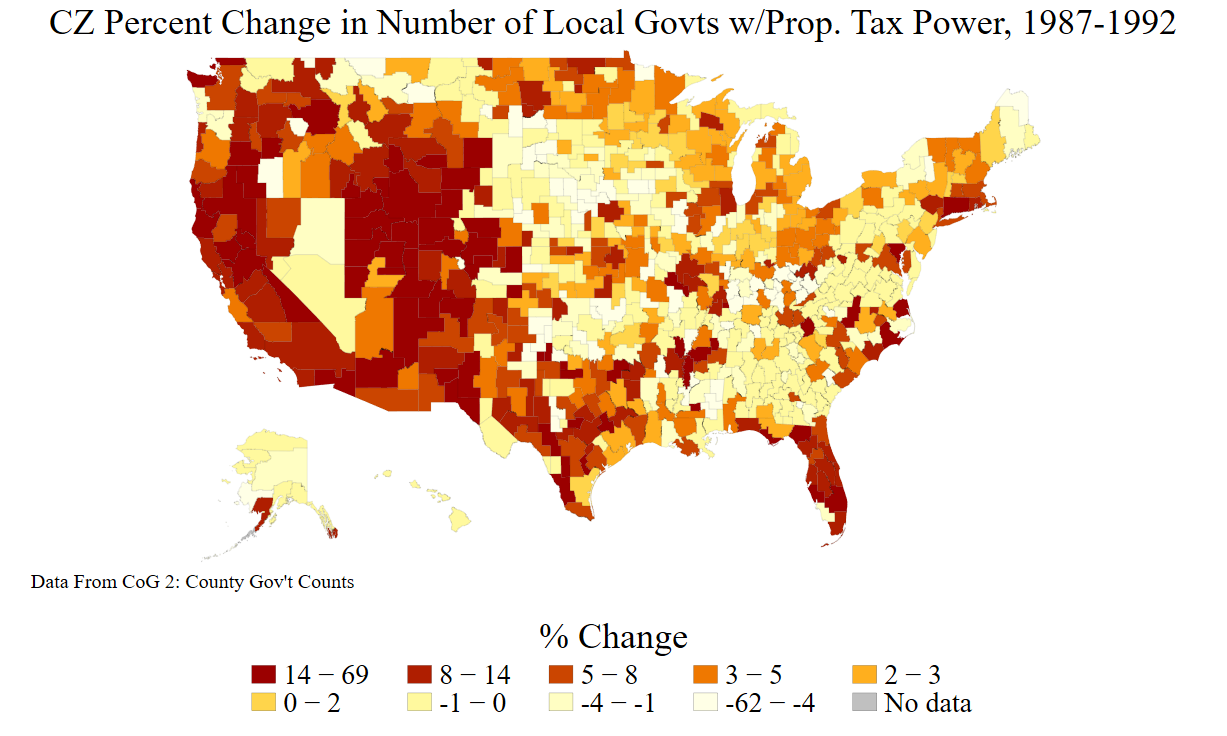 CZ Percent Change in Number of Local Govts w/Prop. Tax Power, 1987-1992
Data From CoG 2: County Gov't Counts
% Change
14 − 69 8 − 14 5 − 8 3 − 5 2 − 3
0 − 2 -1 − 0 -4 − -1 -62 − -4 No data